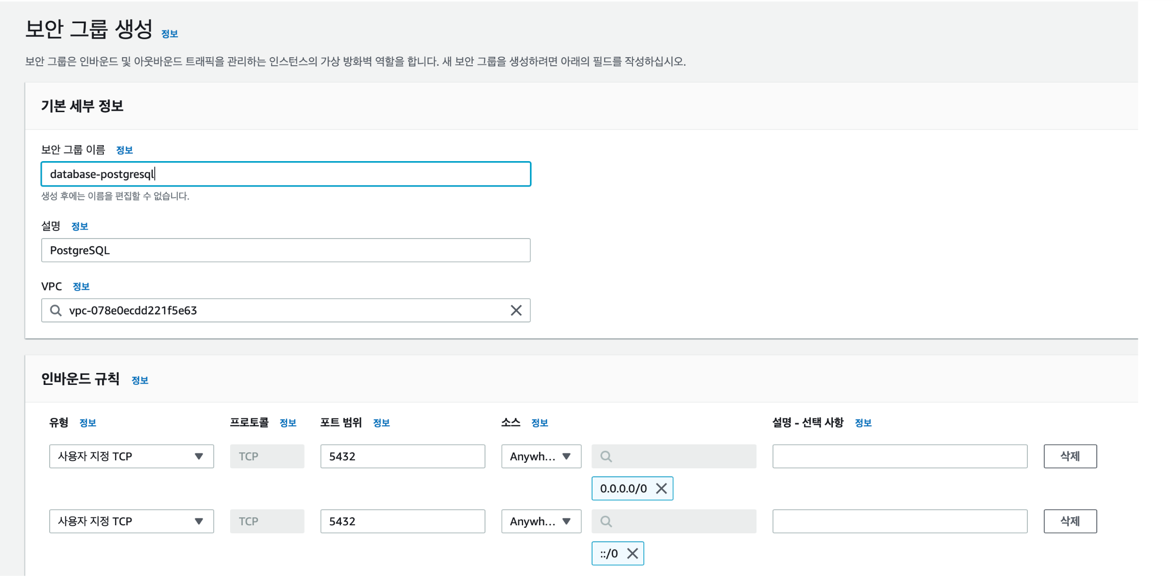 보안 그룹 생성 정보
보안 그룹은 인바운드 및 아웃바운드 트래픽을 관리하는 인스턴스의 가상 방화벽 역할을 합니다. 새 보안 그룹을 생성하려면 아래의 필드를 작성하십시오.
기본 세부 정보
보안 그룹 이름 정보
database-postgresql
생성 후에는 이름을 편집할 수 없습니다.
설명 정보
PostgreSQL
VPC 정보
vpc-078e0ecdd221f5e63
인바운드 규칙 정보
유형 정보 프로토콜 정보 포트 범위 정보 소스 정보 설명 - 선택 사항 정보
사용자 지정 TCP TCP 5432 Anywh... 삭제
0.0.0.0/0
사용자 지정 TCP TCP 5432 Anywh... 삭제
::/0